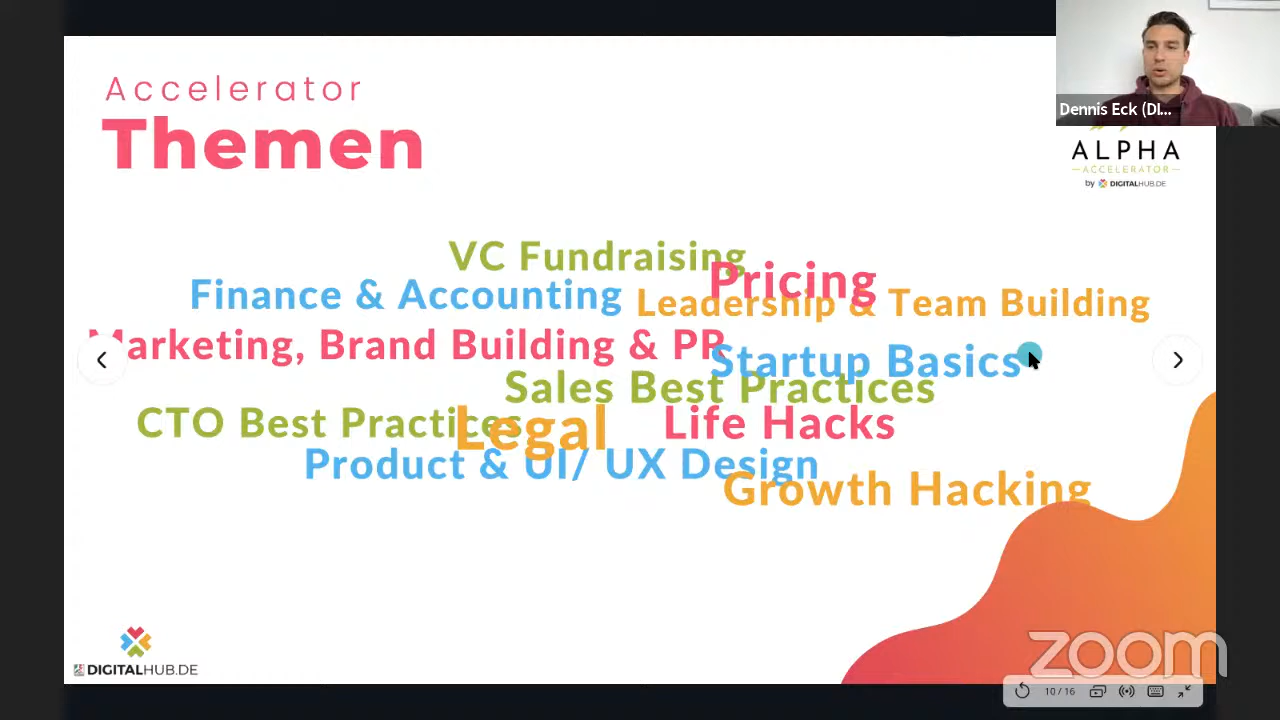 Accelerator
Themen
Dennis Eck (DI...
ALPHA
ACCELERATOR
by DIGITALHUB.DE
VC Fundraising
Pricing
Finance & Accounting
Leadership & Team Building
Marketing, Brand Building & PR
Startup Basics
Sales Best Practices
CTO Best Practices
Legal
Life Hacks
Product & UI/ UX Design
Growth Hacking
DIGITALHUB.DE
zoom
10 / 16